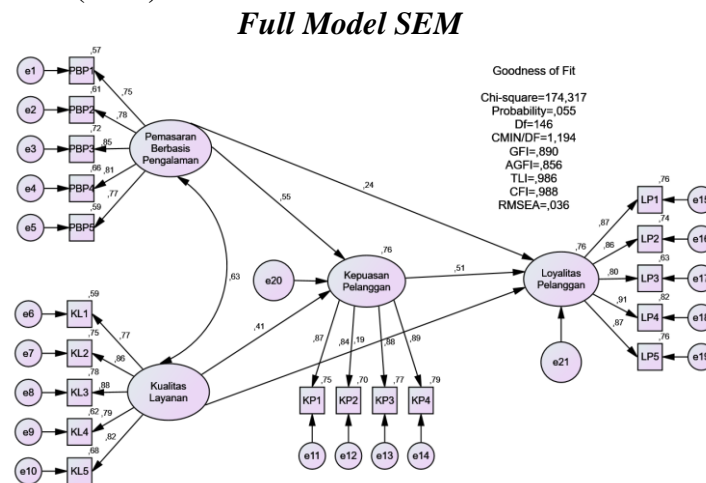 Full Model SEM
Goodness of Fit
Chi-square=174,317
Probability=,055
Df=146
CMIN/DF=1,194
GFI=,890
AGFI=,856
TLI=,986
CFI=,988
RMSEA=,036
e1
PBP1
,57
,75
e2
PBP2
,61
,78
e3
PBP3
,72
,85
e4
PBP4
,66
,81
e5
PBP5
,59
,77
Pemasaran
Berbasis
Pengalaman
,55
,24
,63
e6
KL1
,59
,77
e7
KL2
,75
,86
e8
KL3
,78
,88
e9
KL4
,62
,79
e10
KL5
,68
,82
Kualitas
Layanan
,41
,19
e20
,76
Kepuasan
Pelanggan
,51
,87
,84
,88
,89
,75
,70
,77
,79
KP1
KP2
KP3
KP4
e11
e12
e13
e14
,76
Loyalitas
Pelanggan
e21
,76
LP1
e15
,87
,74
LP2
e16
,86
,63
LP3
e17
,80
,82
LP4
e18
,91
,76
LP5
e19
,87